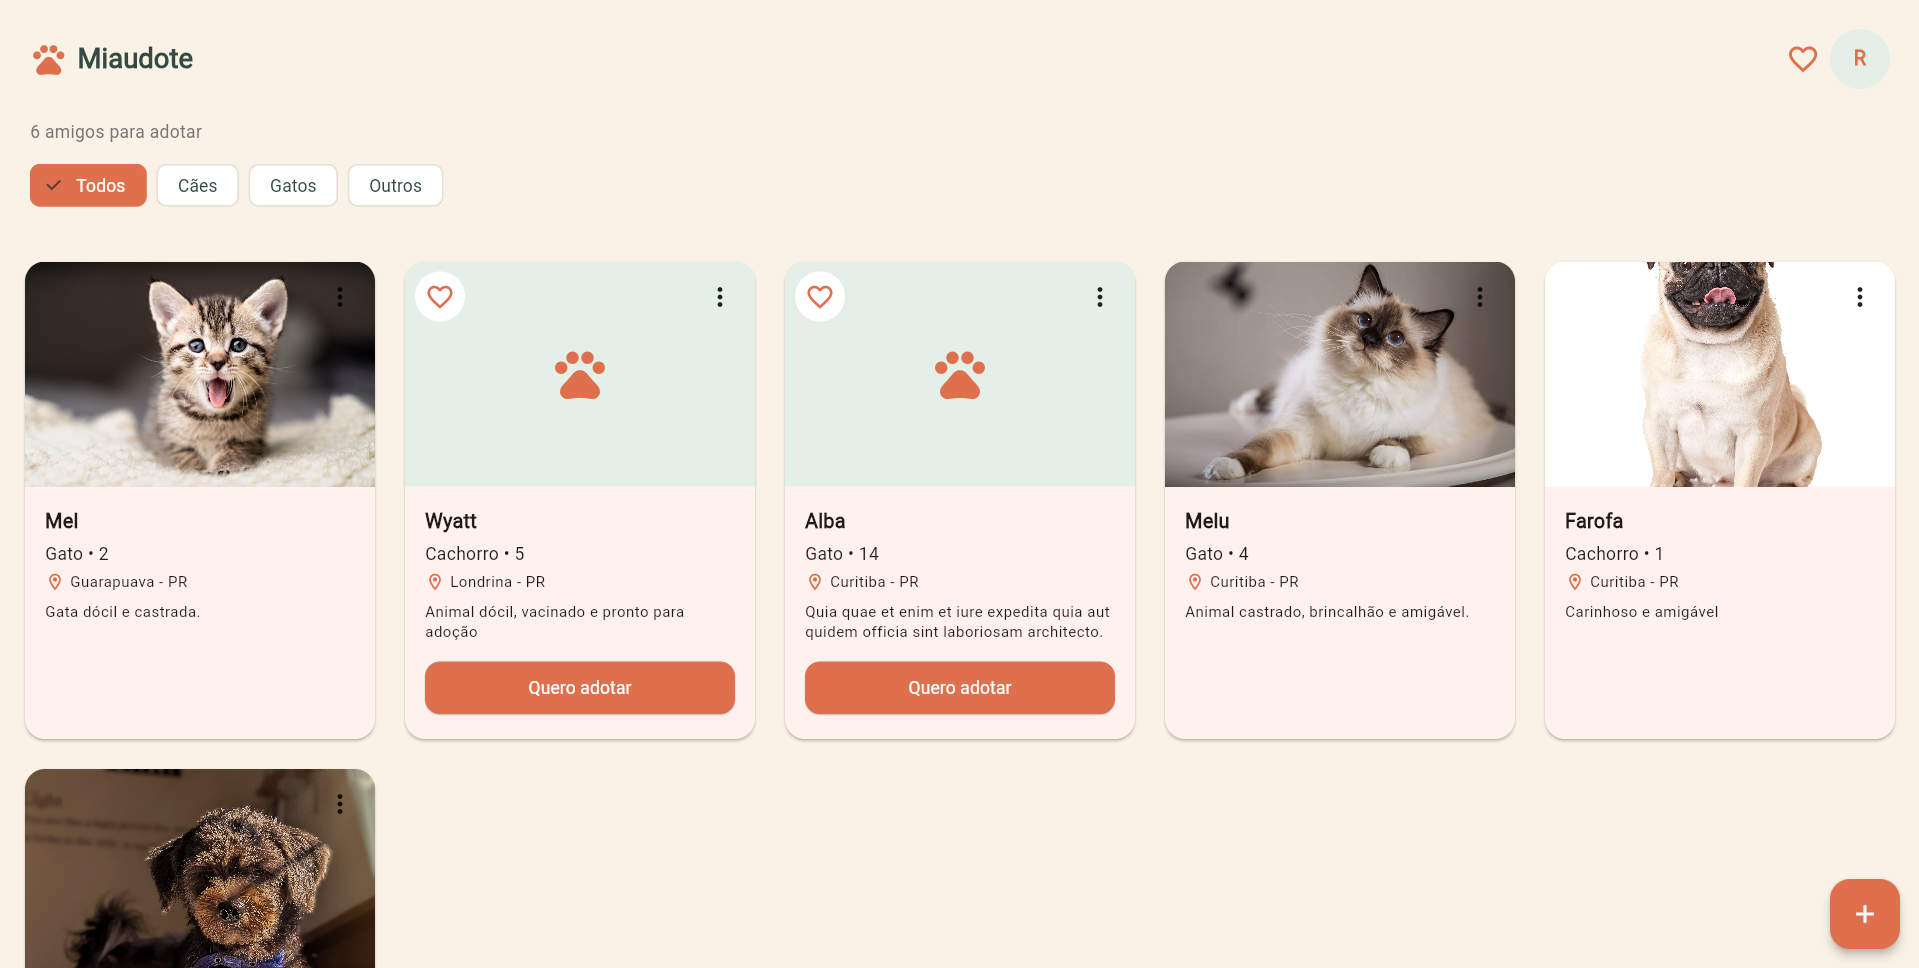 Miaudote
R
6 amigos para adotar
Todos
Cães
Gatos
Outros
Mel
Gato • 2
Guarapuava - PR
Gata dócil e castrada.
Wyatt
Cachorro • 5
Londrina - PR
Animal dócil, vacinado e pronto para
adoção
Quero adotar
Alba
Gato • 14
Curitiba - PR
Quia quae et enim et iure expedita quia aut
quidem officia sint laboriosam architecto.
Quero adotar
Melu
Gato • 4
Curitiba - PR
Animal castrado, brincalhão e amigável.
Farofa
Cachorro • 1
Curitiba - PR
Carinhoso e amigável